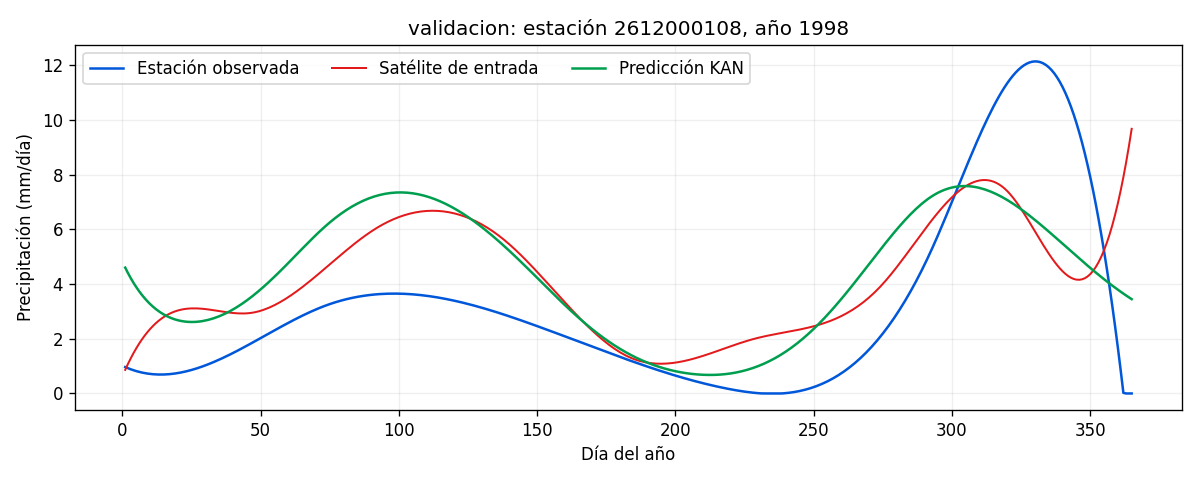 validacion: estación 2612000108, año 1998
Estación observada
Satélite de entrada
Predicción KAN
Precipitación (mm/día)
12
10
8
6
4
2
0
0 50 100 150 200 250 300 350
Día del año